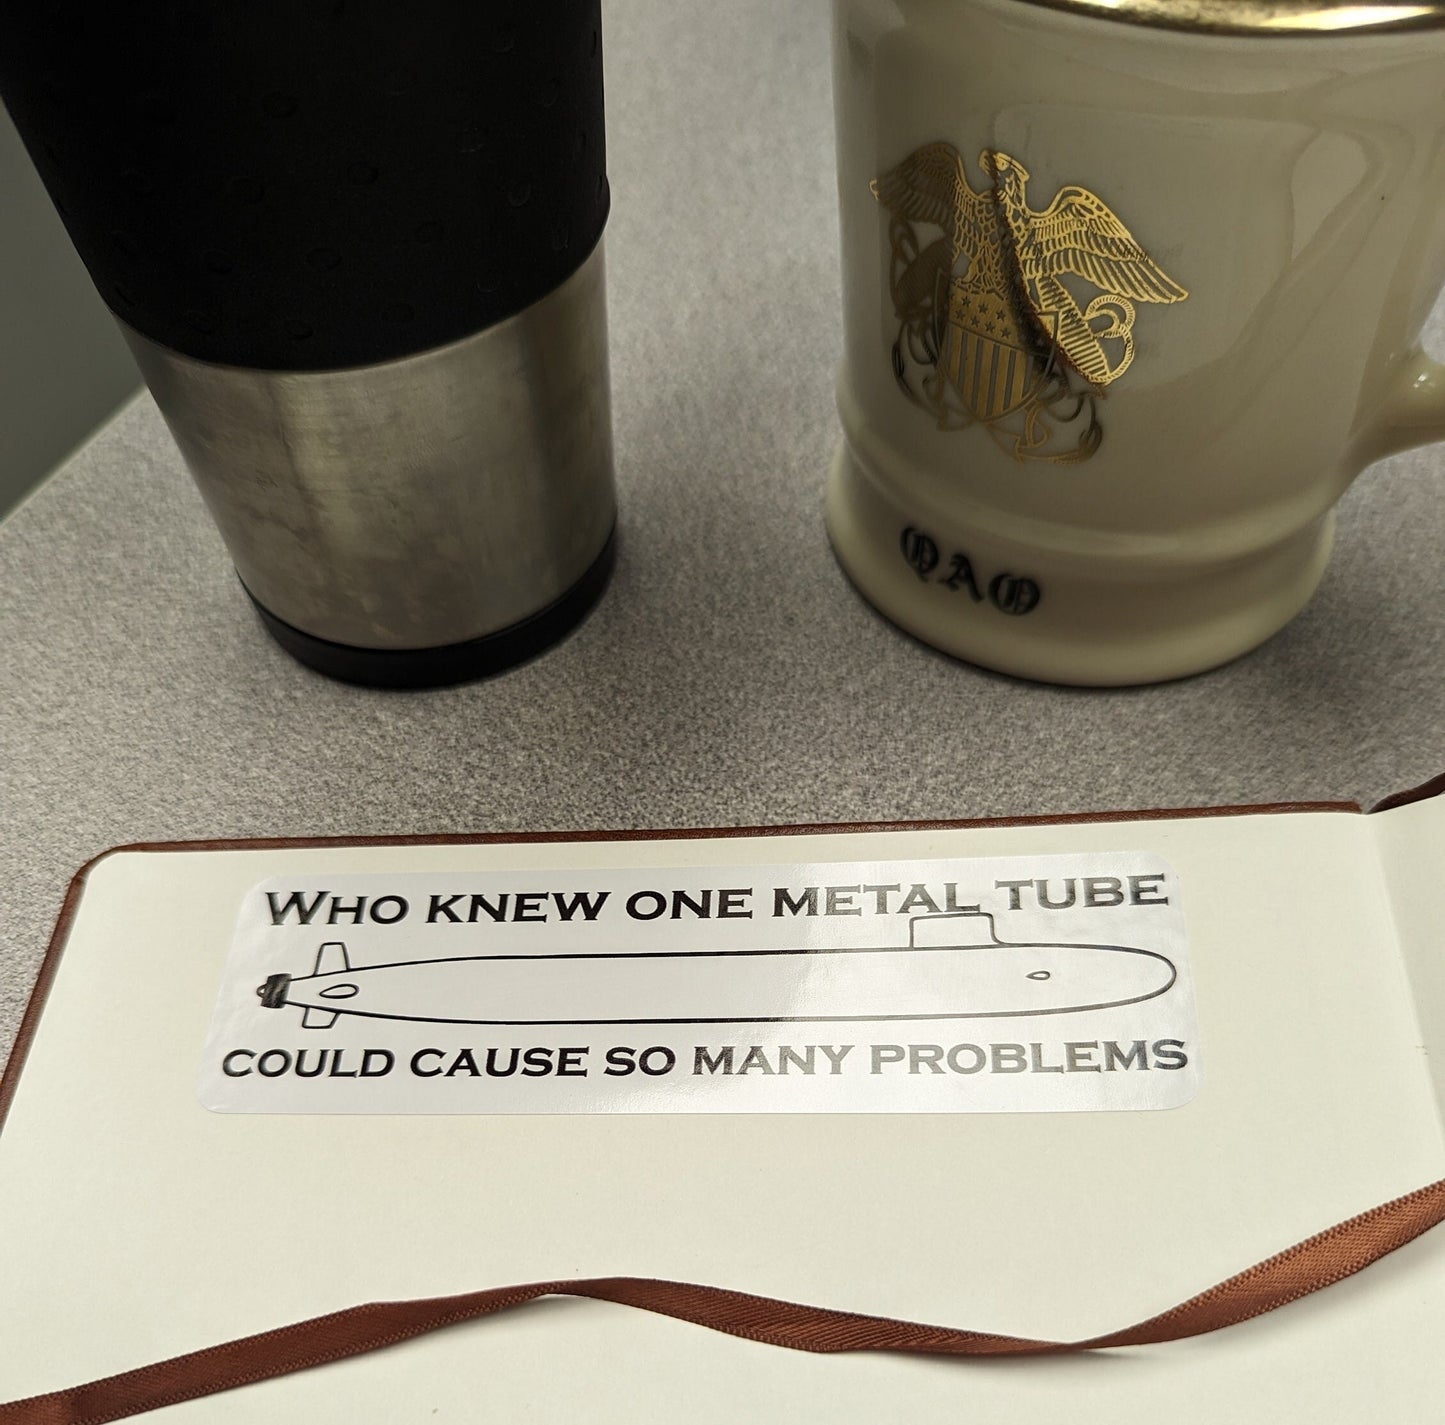 QAO
WHO KNEW ONE METAL TUBE
COULD CAUSE SO MANY PROBLEMS